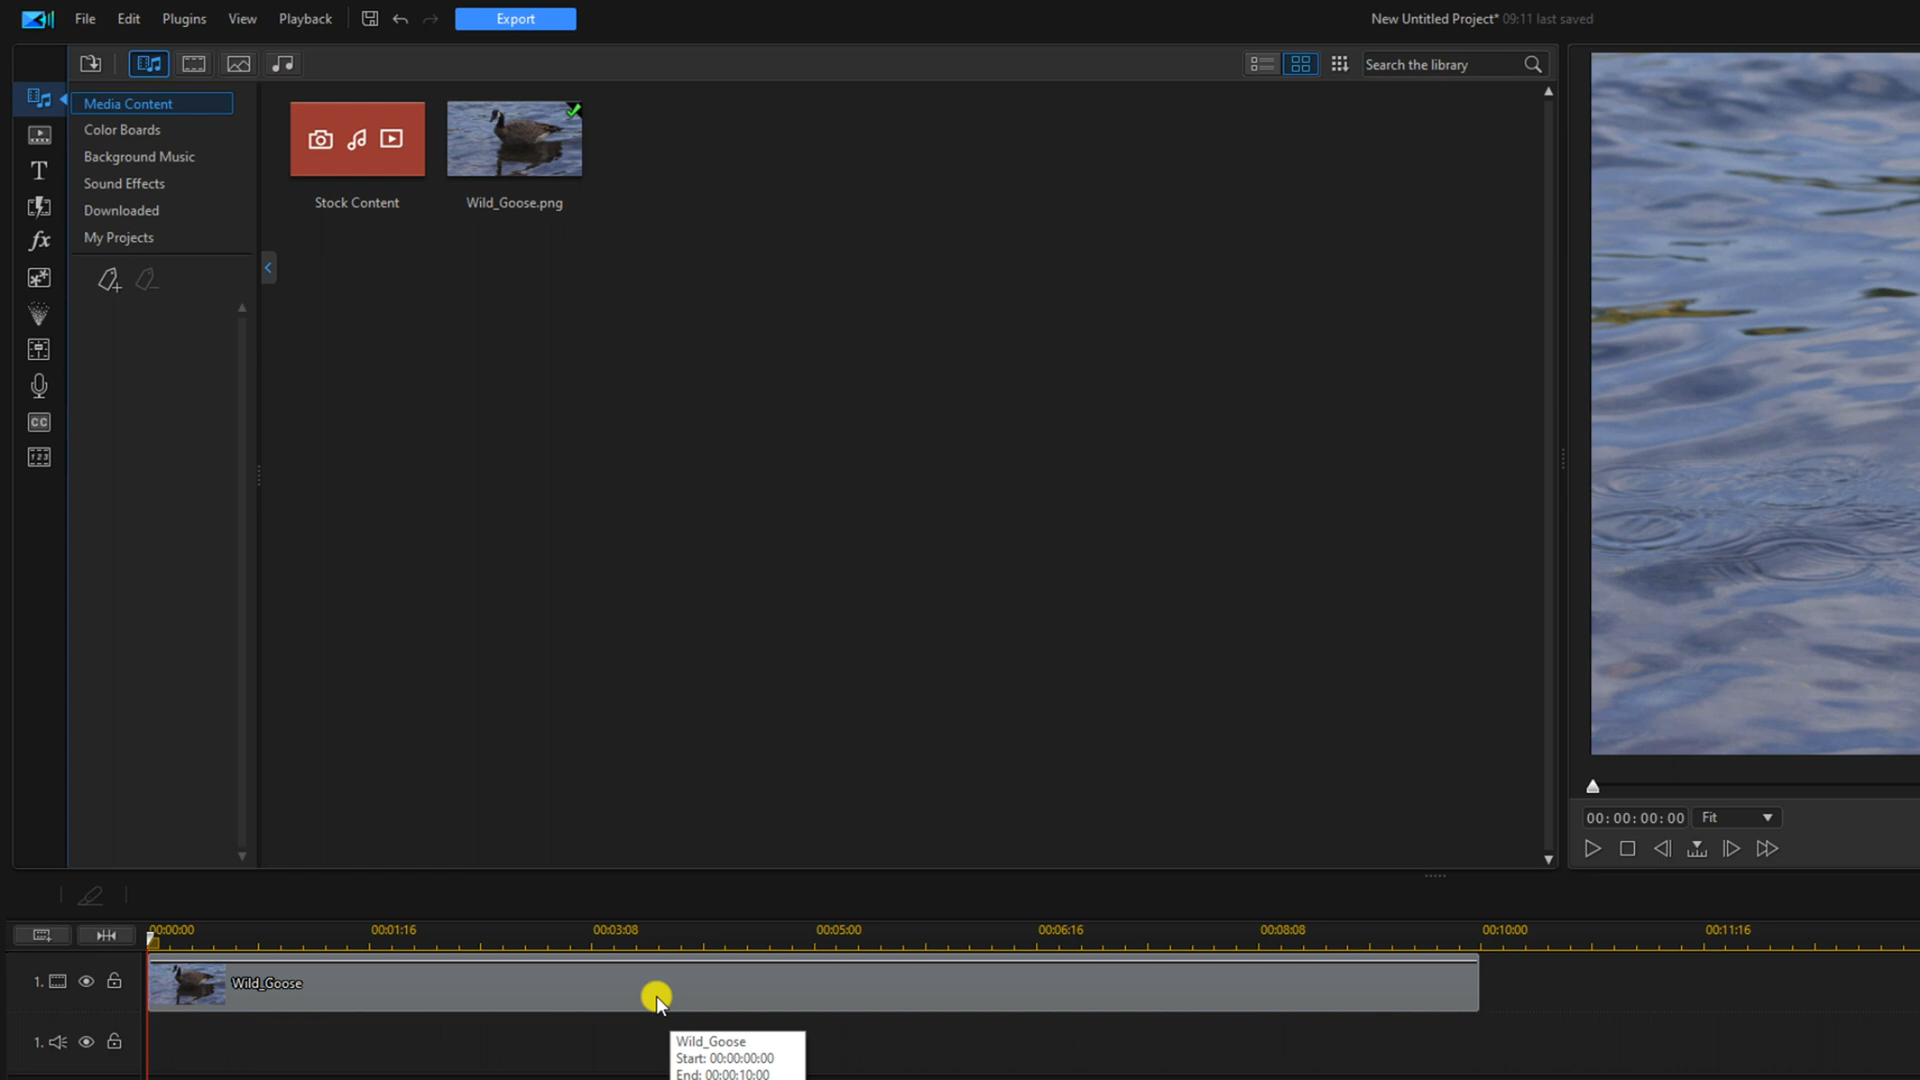 File Edit Plugins View Playback Export New Untitled Project* 09:11 last saved
Search the library
Media Content
Color Boards
Background Music
Sound Effects
Downloaded
My Projects
Stock Content Wild_Goose.png
T
fx
CC
123
00:00:00:00 Fit
00:00:00 00:01:16 00:03:08 00:05:00 00:06:16 00:08:08 00:10:00 00:11:16
1. Wild_Goose
1.
Wild_Goose
Start: 00:00:00:00
End: 00:00:10:00